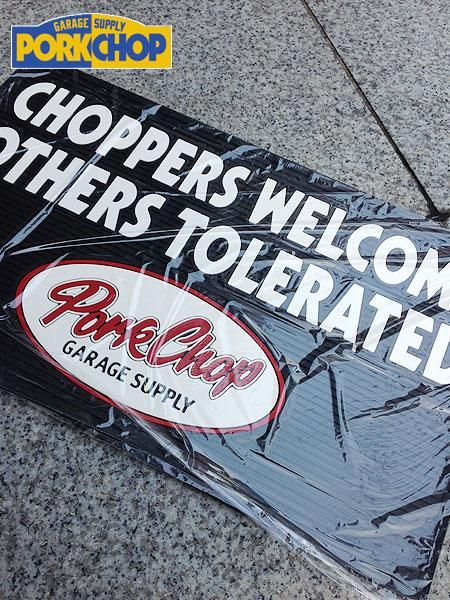 GARAGE SUPPLY
PORKCHOP
CHOPPERS WELCOM
OTHERS TOLERATED
PorkChop
GARAGE SUPPLY